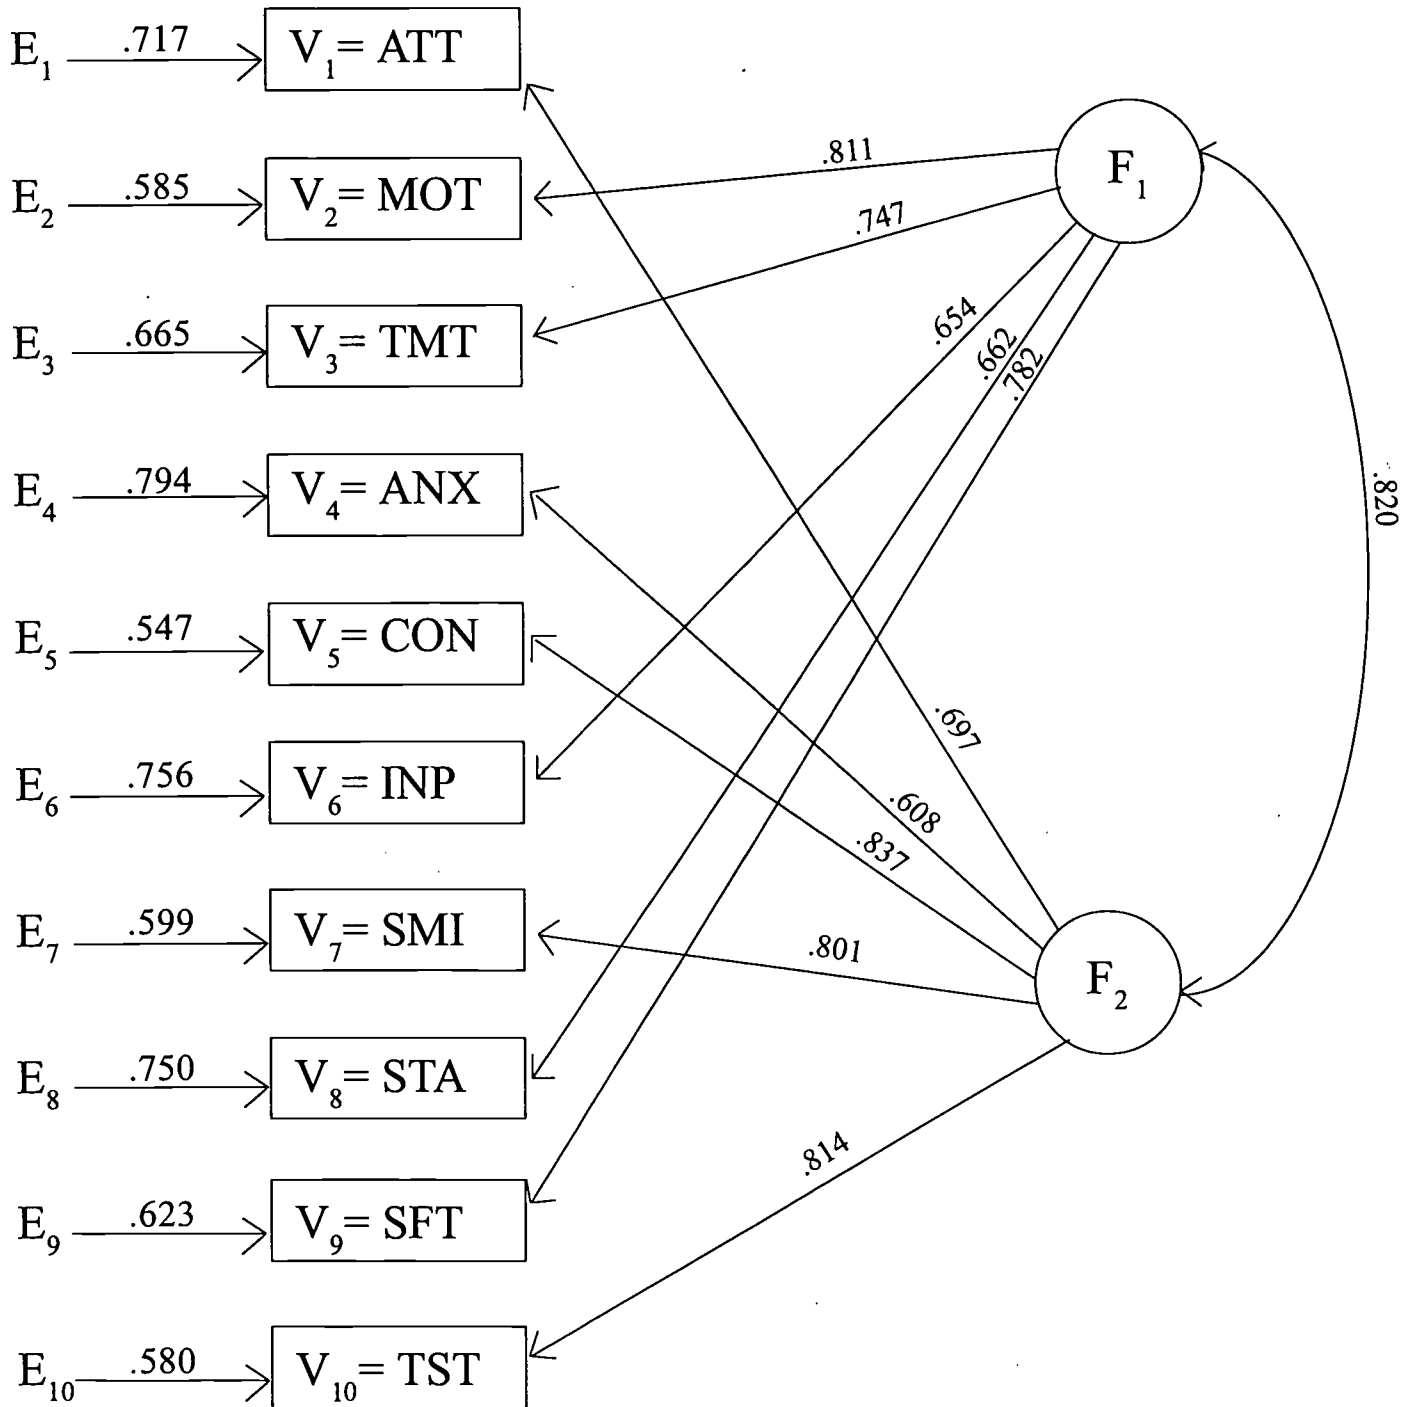 E1 .717 V1= ATT
F1
.811
E2 .585 V2= MOT
.747
E3 .665 V3= TMT
.654
.662
.782
E4 .794 V4= ANX
.820
E5 .547 V5= CON
.697
E6 .756 V6= INP
.608
.837
E7 .599 V7= SMI
.801
F2
E8 .750 V8= STA
.814
E9 .623 V9= SFT
E10 .580 V10= TST